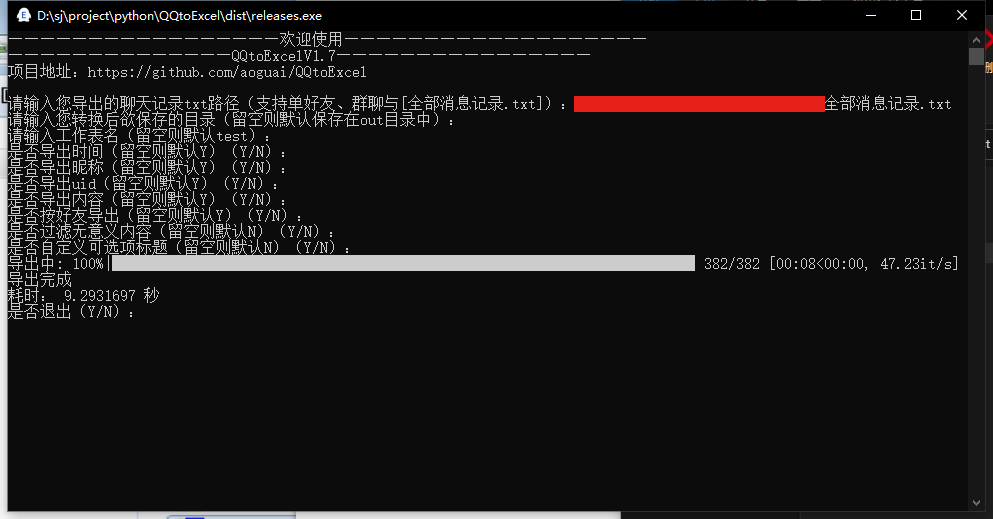 D:\sj\project\python\QQtoExcel\dist\releases.exe
—————————————————欢迎使用———————————————————
————————————————QQtoExcelV1.7————————————————
项目地址：https://github.com/aoguai/QQtoExcel
请输入您导出的聊天记录txt路径（支持单好友、群聊与[全部消息记录.txt]）：全部消息记录.txt
请输入您转换后欲保存的目录（留空则默认保存在out目录中）：
请输入工作表名（留空则默认test）：
是否导出时间（留空则默认Y）（Y/N）：
是否导出昵称（留空则默认Y）（Y/N）：
是否导出uid（留空则默认Y）（Y/N）：
是否导出内容（留空则默认Y）（Y/N）：
是否按好友导出（留空则默认Y）（Y/N）：
是否过滤无意义内容（留空则默认N）（Y/N）：
是否自定义可选项标题（留空则默认N）（Y/N）：
导出中: 100%| 382/382 [00:08<00:00, 47.23it/s]
导出完成
耗时： 9.2931697 秒
是否退出（Y/N）：